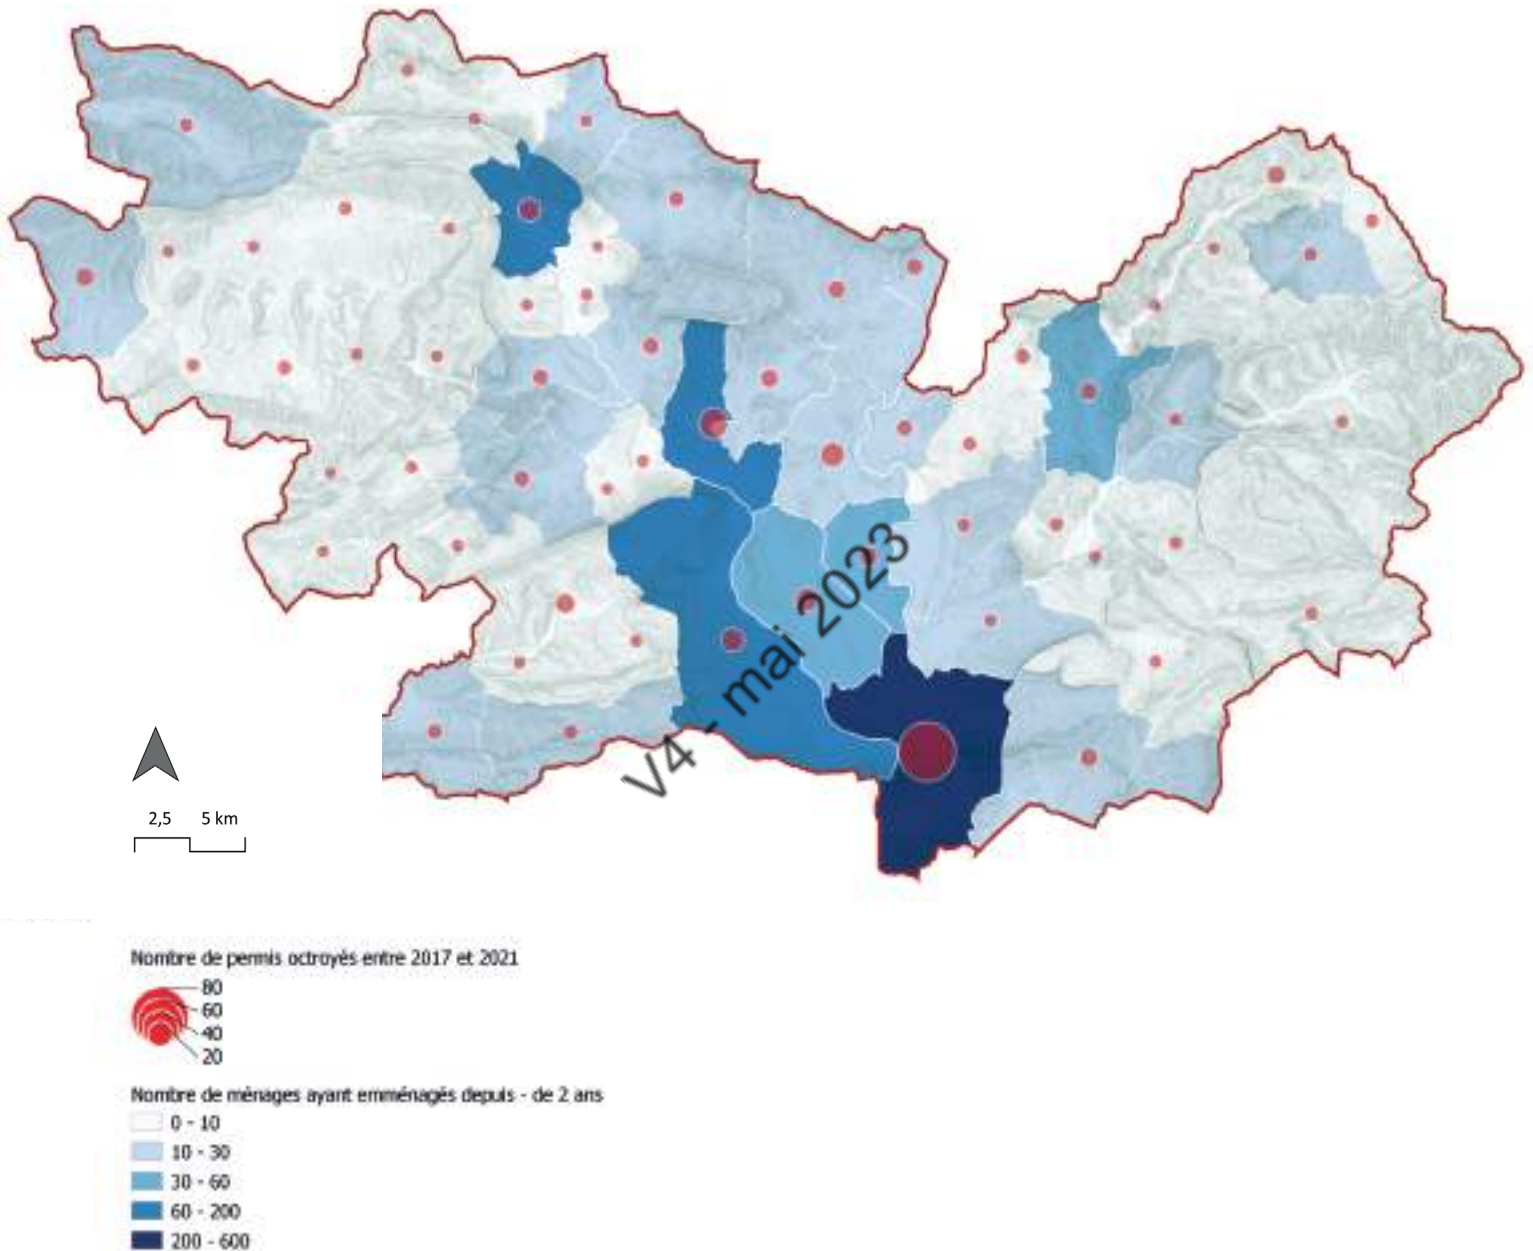 V4 - mai 2023
2,5 5 km
Nombre de permis octroyés entre 2017 et 2021
80
60
40
20
Nombre de ménages ayant emménagés depuis - de 2 ans
0 - 10
10 - 30
30 - 60
60 - 200
200 - 600